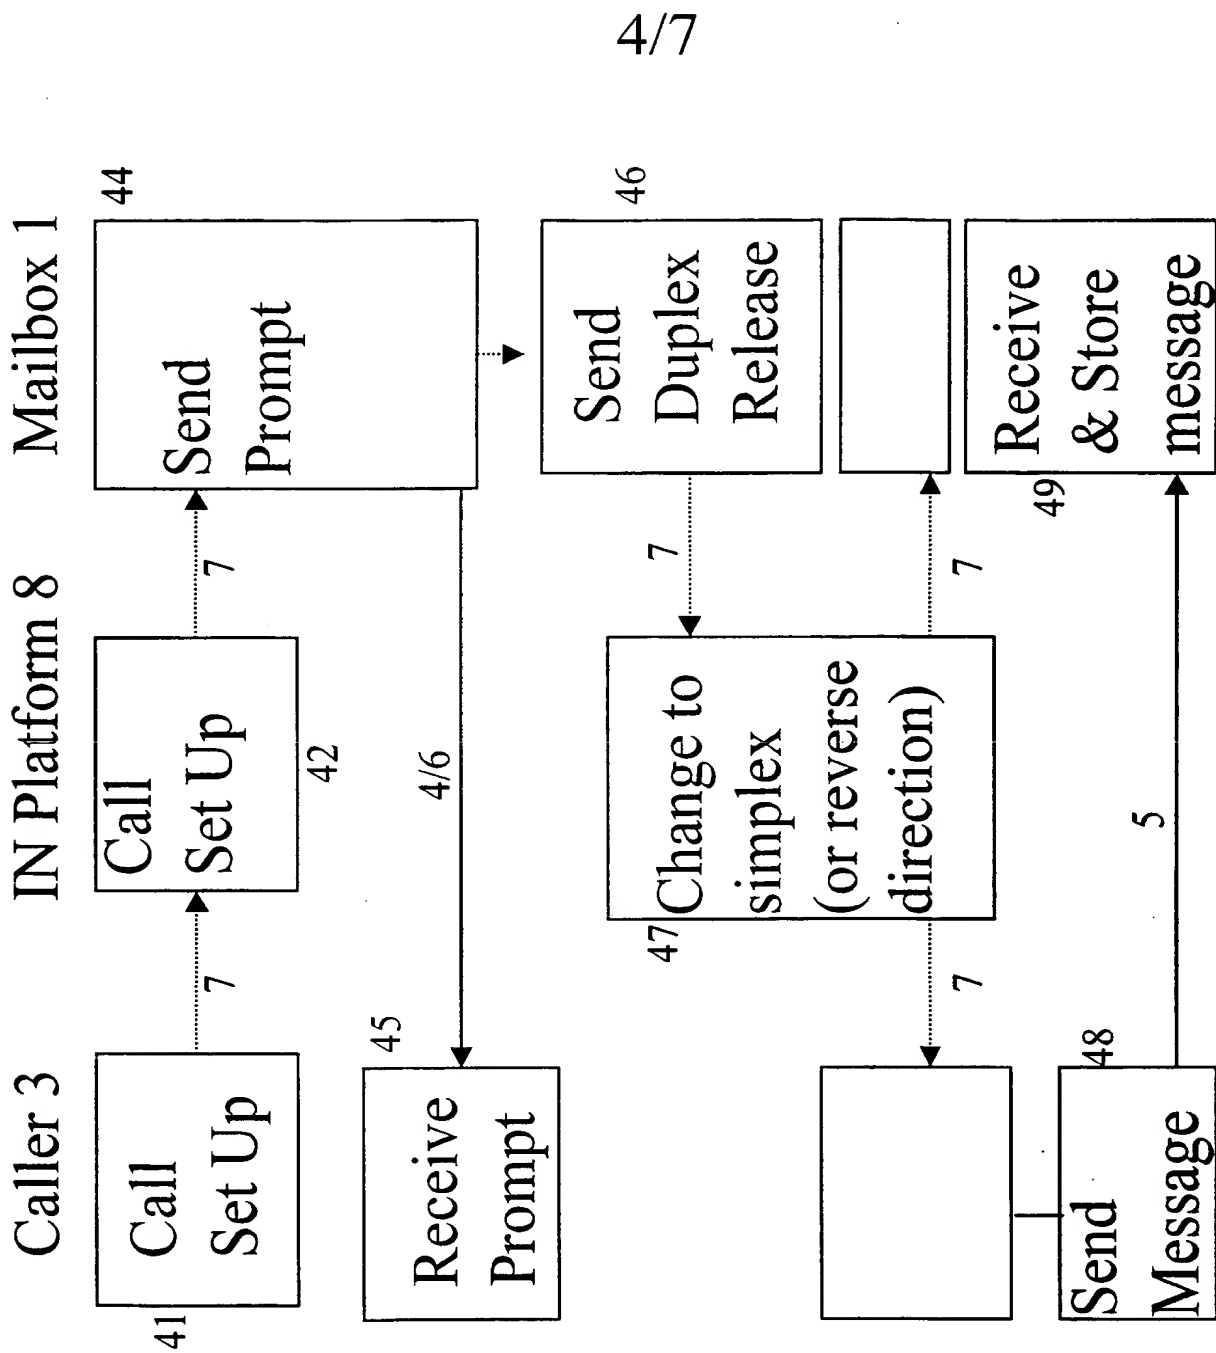 4/7
Caller 3
IN Platform 8
Mailbox 1
41
Call
Set Up
7
Call
Set Up
42
7
44
Send
Prompt
4/6
45
Receive
Prompt
46
Send
Duplex
Release
7
47
Change to
simplex
(or reverse
direction)
7
7
48
Send
Message
5
49
Receive
& Store
message